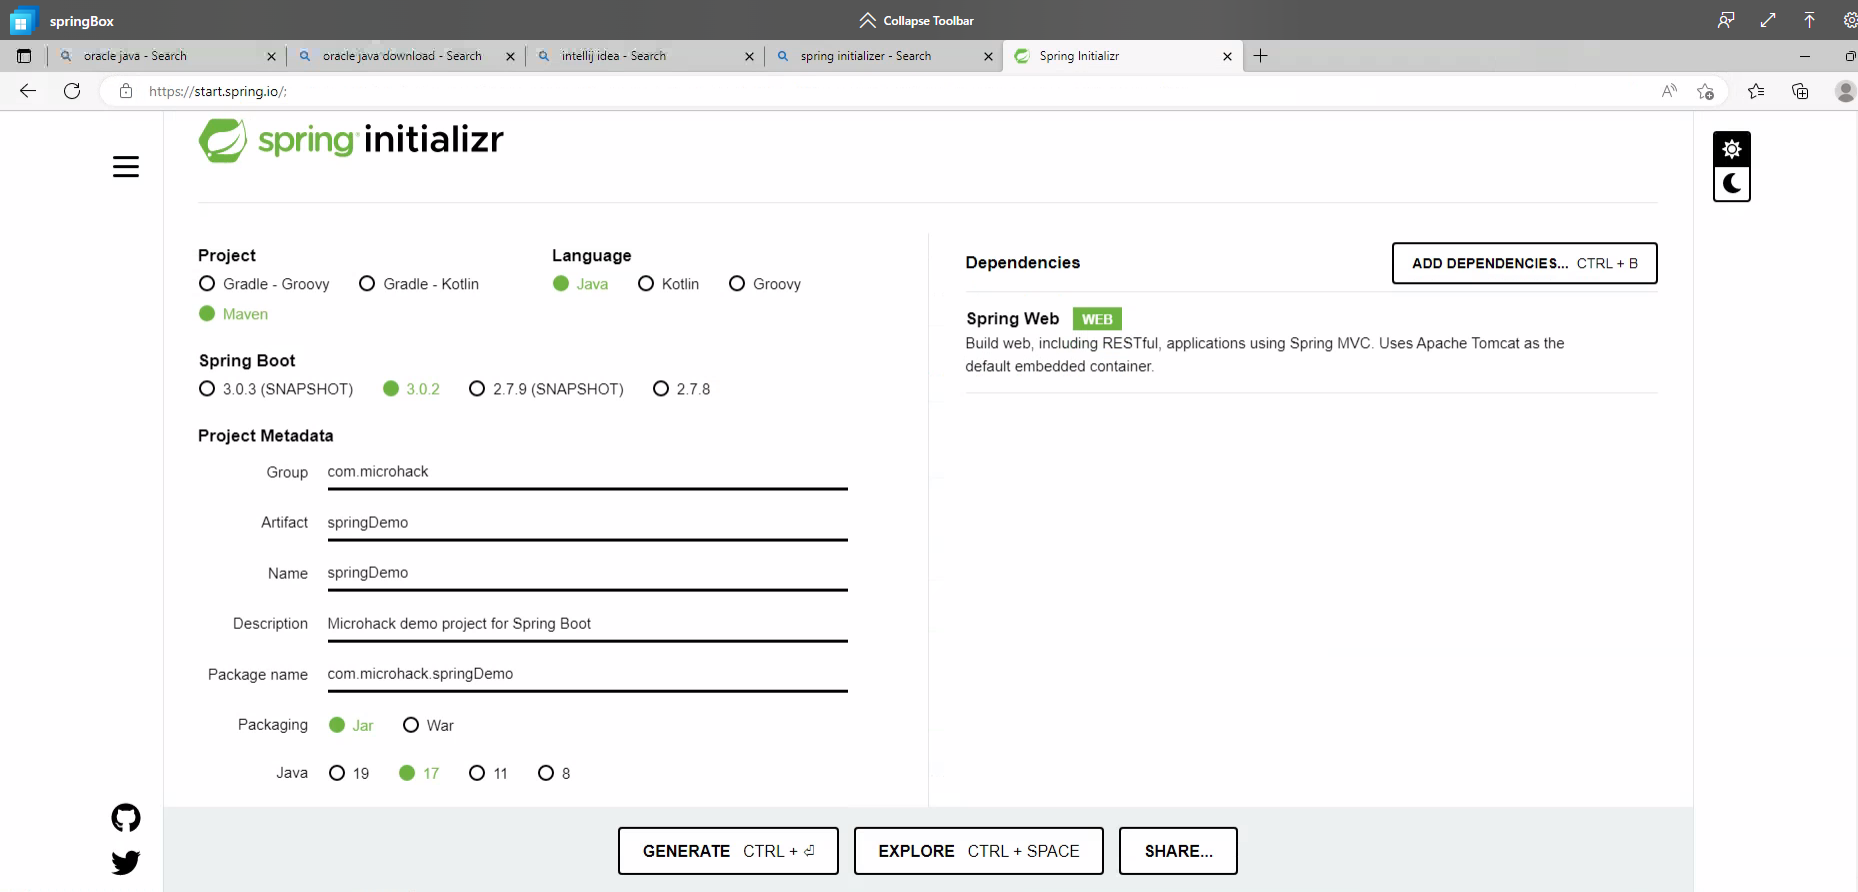 springBox
Collapse Toolbar
oracle java - Search
oracle java download - Search
intellij idea - Search
spring initializer - Search
Spring Initializr
https://start.spring.io/;
spring initializr
Project
Language
Gradle - Groovy
Gradle - Kotlin
Java
Kotlin
Groovy
Maven
Spring Boot
3.0.3 (SNAPSHOT)
3.0.2
2.7.9 (SNAPSHOT)
2.7.8
Project Metadata
Group
com.microhack
Artifact
springDemo
Name
springDemo
Description
Microhack demo project for Spring Boot
Package name
com.microhack.springDemo
Packaging
Jar
War
Java
19
17
11
8
Dependencies
ADD DEPENDENCIES... CTRL + B
Spring Web WEB
Build web, including RESTful, applications using Spring MVC. Uses Apache Tomcat as the
default embedded container.
GENERATE CTRL + ⏎
EXPLORE CTRL + SPACE
SHARE...